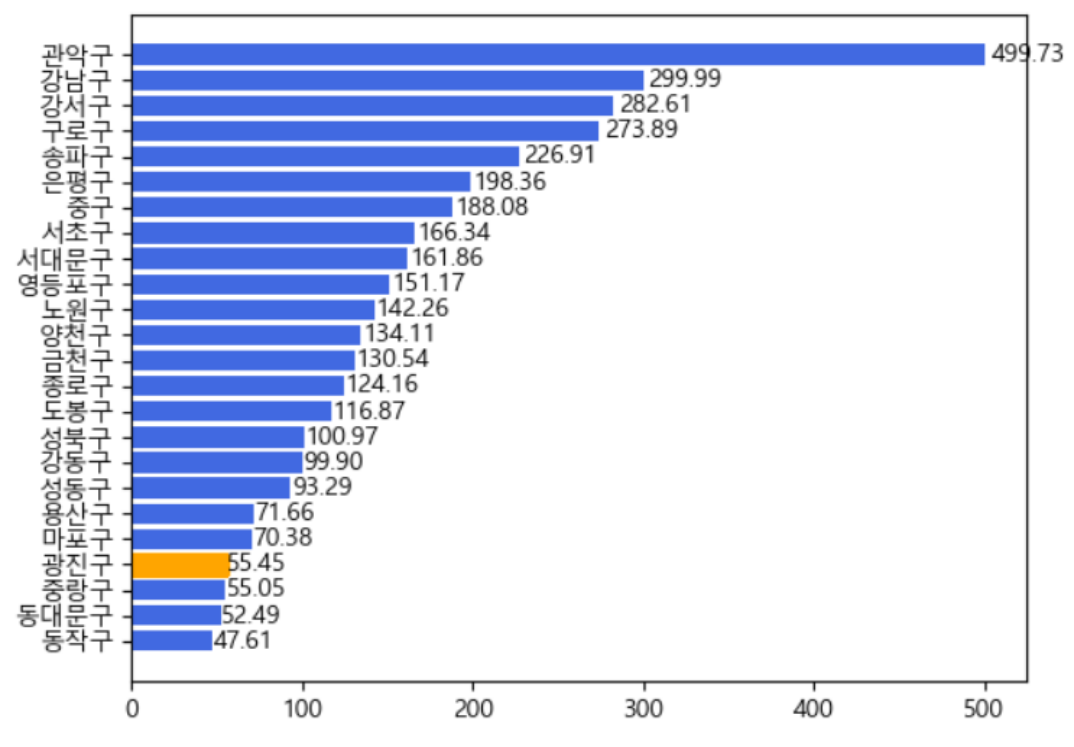 관악구 499.73
강남구 299.99
강서구 282.61
구로구 273.89
송파구 226.91
은평구 198.36
중구 188.08
서초구 166.34
서대문구 161.86
영등포구 151.17
노원구 142.26
양천구 134.11
금천구 130.54
종로구 124.16
도봉구 116.87
성북구 100.97
강동구 99.90
성동구 93.29
용산구 71.66
마포구 70.38
광진구 55.45
중랑구 55.05
동대문구 52.49
동작구 47.61
0 100 200 300 400 500